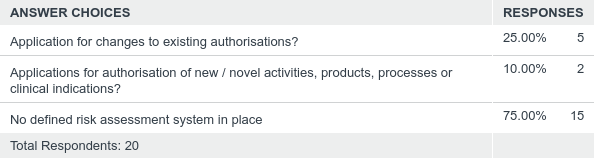 ANSWER CHOICES RESPONSES
Application for changes to existing authorisations? 25.00% 5
Applications for authorisation of new / novel activities, products, processes or 10.00% 2
clinical indications?
No defined risk assessment system in place 75.00% 15
Total Respondents: 20